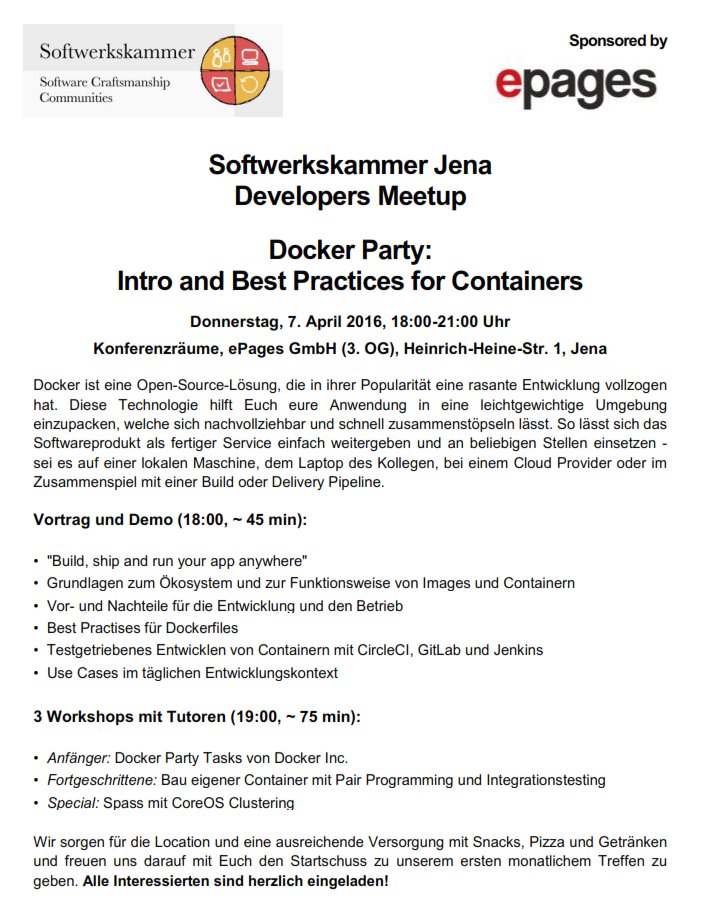 Softwerkskammer
Software Craftsmanship
Communities
Sponsored by
epages
Softwerkskammer Jena
Developers Meetup
Docker Party:
Intro and Best Practices for Containers
Donnerstag, 7. April 2016, 18:00-21:00 Uhr
Konferenzräume, ePages GmbH (3. OG), Heinrich-Heine-Str. 1, Jena
Docker ist eine Open-Source-Lösung, die in ihrer Popularität eine rasante Entwicklung vollzogen
hat. Diese Technologie hilft Euch eure Anwendung in eine leichtgewichtige Umgebung
einzupacken, welche sich nachvollziehbar und schnell zusammenstöpseln lässt. So lässt sich das
Softwareprodukt als fertiger Service einfach weitergeben und an beliebigen Stellen einsetzen -
sei es auf einer lokalen Maschine, dem Laptop des Kollegen, bei einem Cloud Provider oder im
Zusammenspiel mit einer Build oder Delivery Pipeline.
Vortrag und Demo (18:00, ~ 45 min):
• "Build, ship and run your app anywhere"
• Grundlagen zum Ökosystem und zur Funktionsweise von Images und Containern
• Vor- und Nachteile für die Entwicklung und den Betrieb
• Best Practises für Dockerfiles
• Testgetriebenes Entwicklen von Containern mit CircleCI, GitLab und Jenkins
• Use Cases im täglichen Entwicklungskontext
3 Workshops mit Tutoren (19:00, ~ 75 min):
• Anfänger: Docker Party Tasks von Docker Inc.
• Fortgeschrittene: Bau eigener Container mit Pair Programming und Integrationstesting
• Special: Spass mit CoreOS Clustering
Wir sorgen für die Location und eine ausreichende Versorgung mit Snacks, Pizza und Getränken
und freuen uns darauf mit Euch den Startschuss zu unserem ersten monatlichem Treffen zu
geben. Alle Interessierten sind herzlich eingeladen!